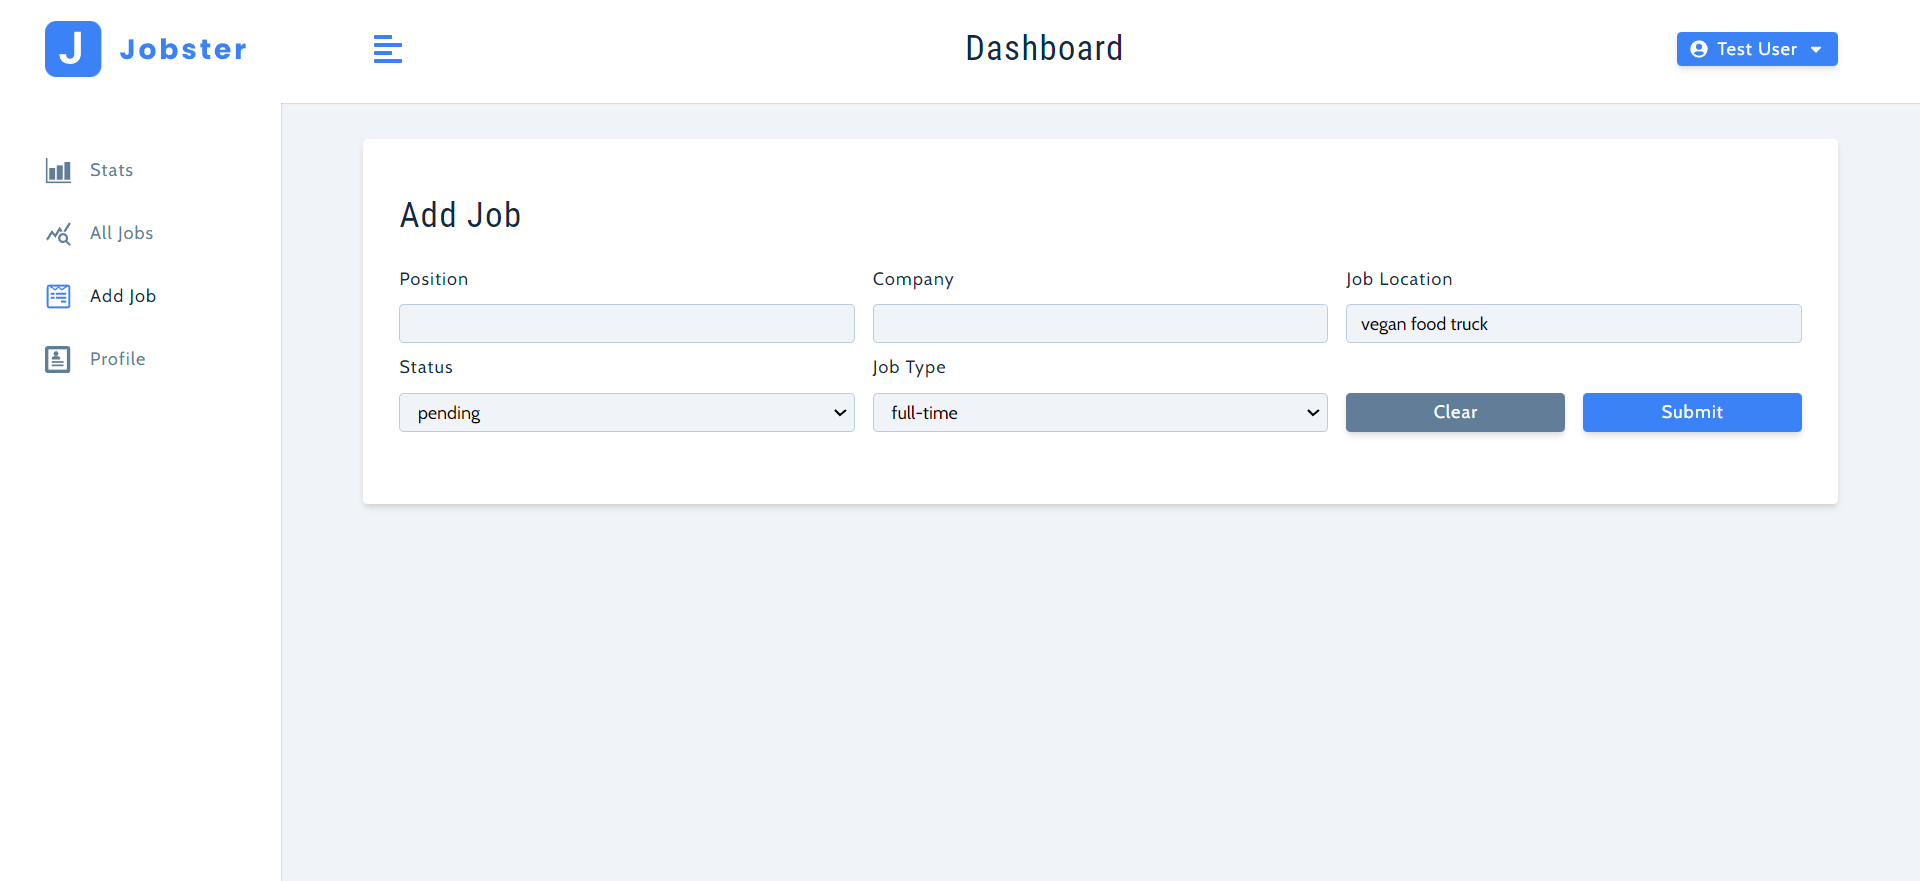 J Jobster
Dashboard
Test User
Stats
All Jobs
Add Job
Profile
Add Job
Position
Company
Job Location
vegan food truck
Status
Job Type
pending
full-time
Clear
Submit